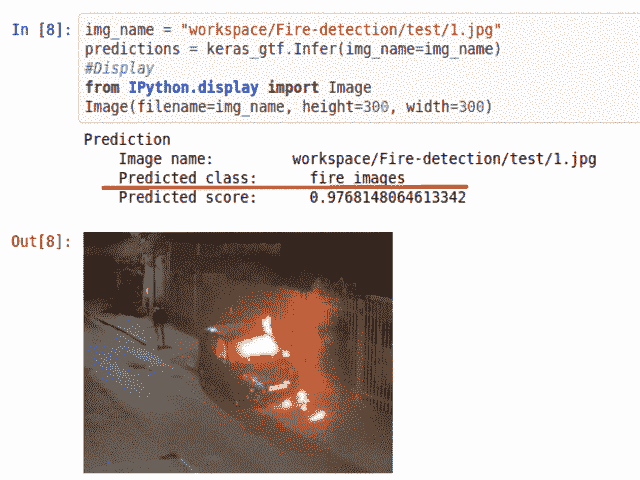 In [8]: img_name = "workspace/Fire-detection/test/1.jpg"
predictions = keras_gtf.Infer(img_name=img_name)
#Display
from IPython.display import Image
Image(filename=img_name, height=300, width=300)
Prediction
Image name: workspace/Fire-detection/test/1.jpg
Predicted class: fire images
Predicted score: 0.9768148064613342
Out[8]: